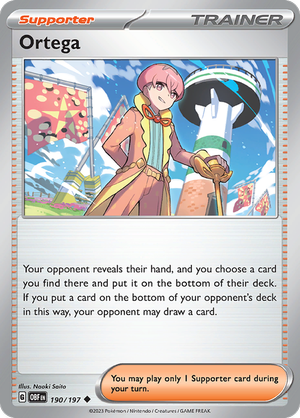 Supporter
TRAINER
Ortega
Your opponent reveals their hand, and you choose a card
you find there and put it on the bottom of their deck.
If you put a card on the bottom of your opponent's deck
in this way, your opponent may draw a card.
Illus. Naoki Saito
G OBF EN 190/197 ◆
You may play only 1 Supporter card during
your turn.
©2023 Pokémon / Nintendo / Creatures / GAME FREAK